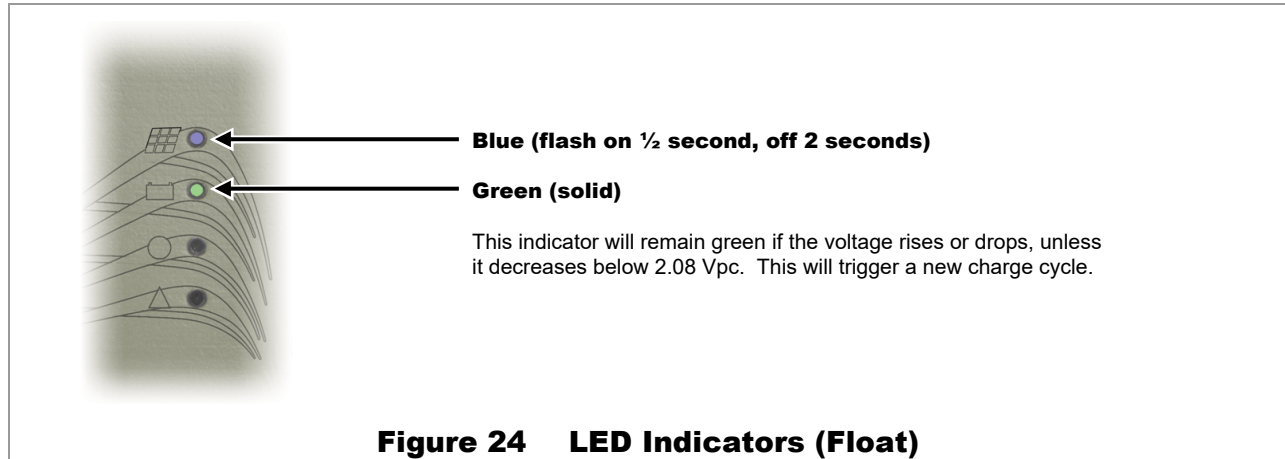 Blue (flash on ½ second, off 2 seconds)
Green (solid)
This indicator will remain green if the voltage rises or drops, unless
it decreases below 2.08 Vpc.  This will trigger a new charge cycle.
Figure 24    LED Indicators (Float)